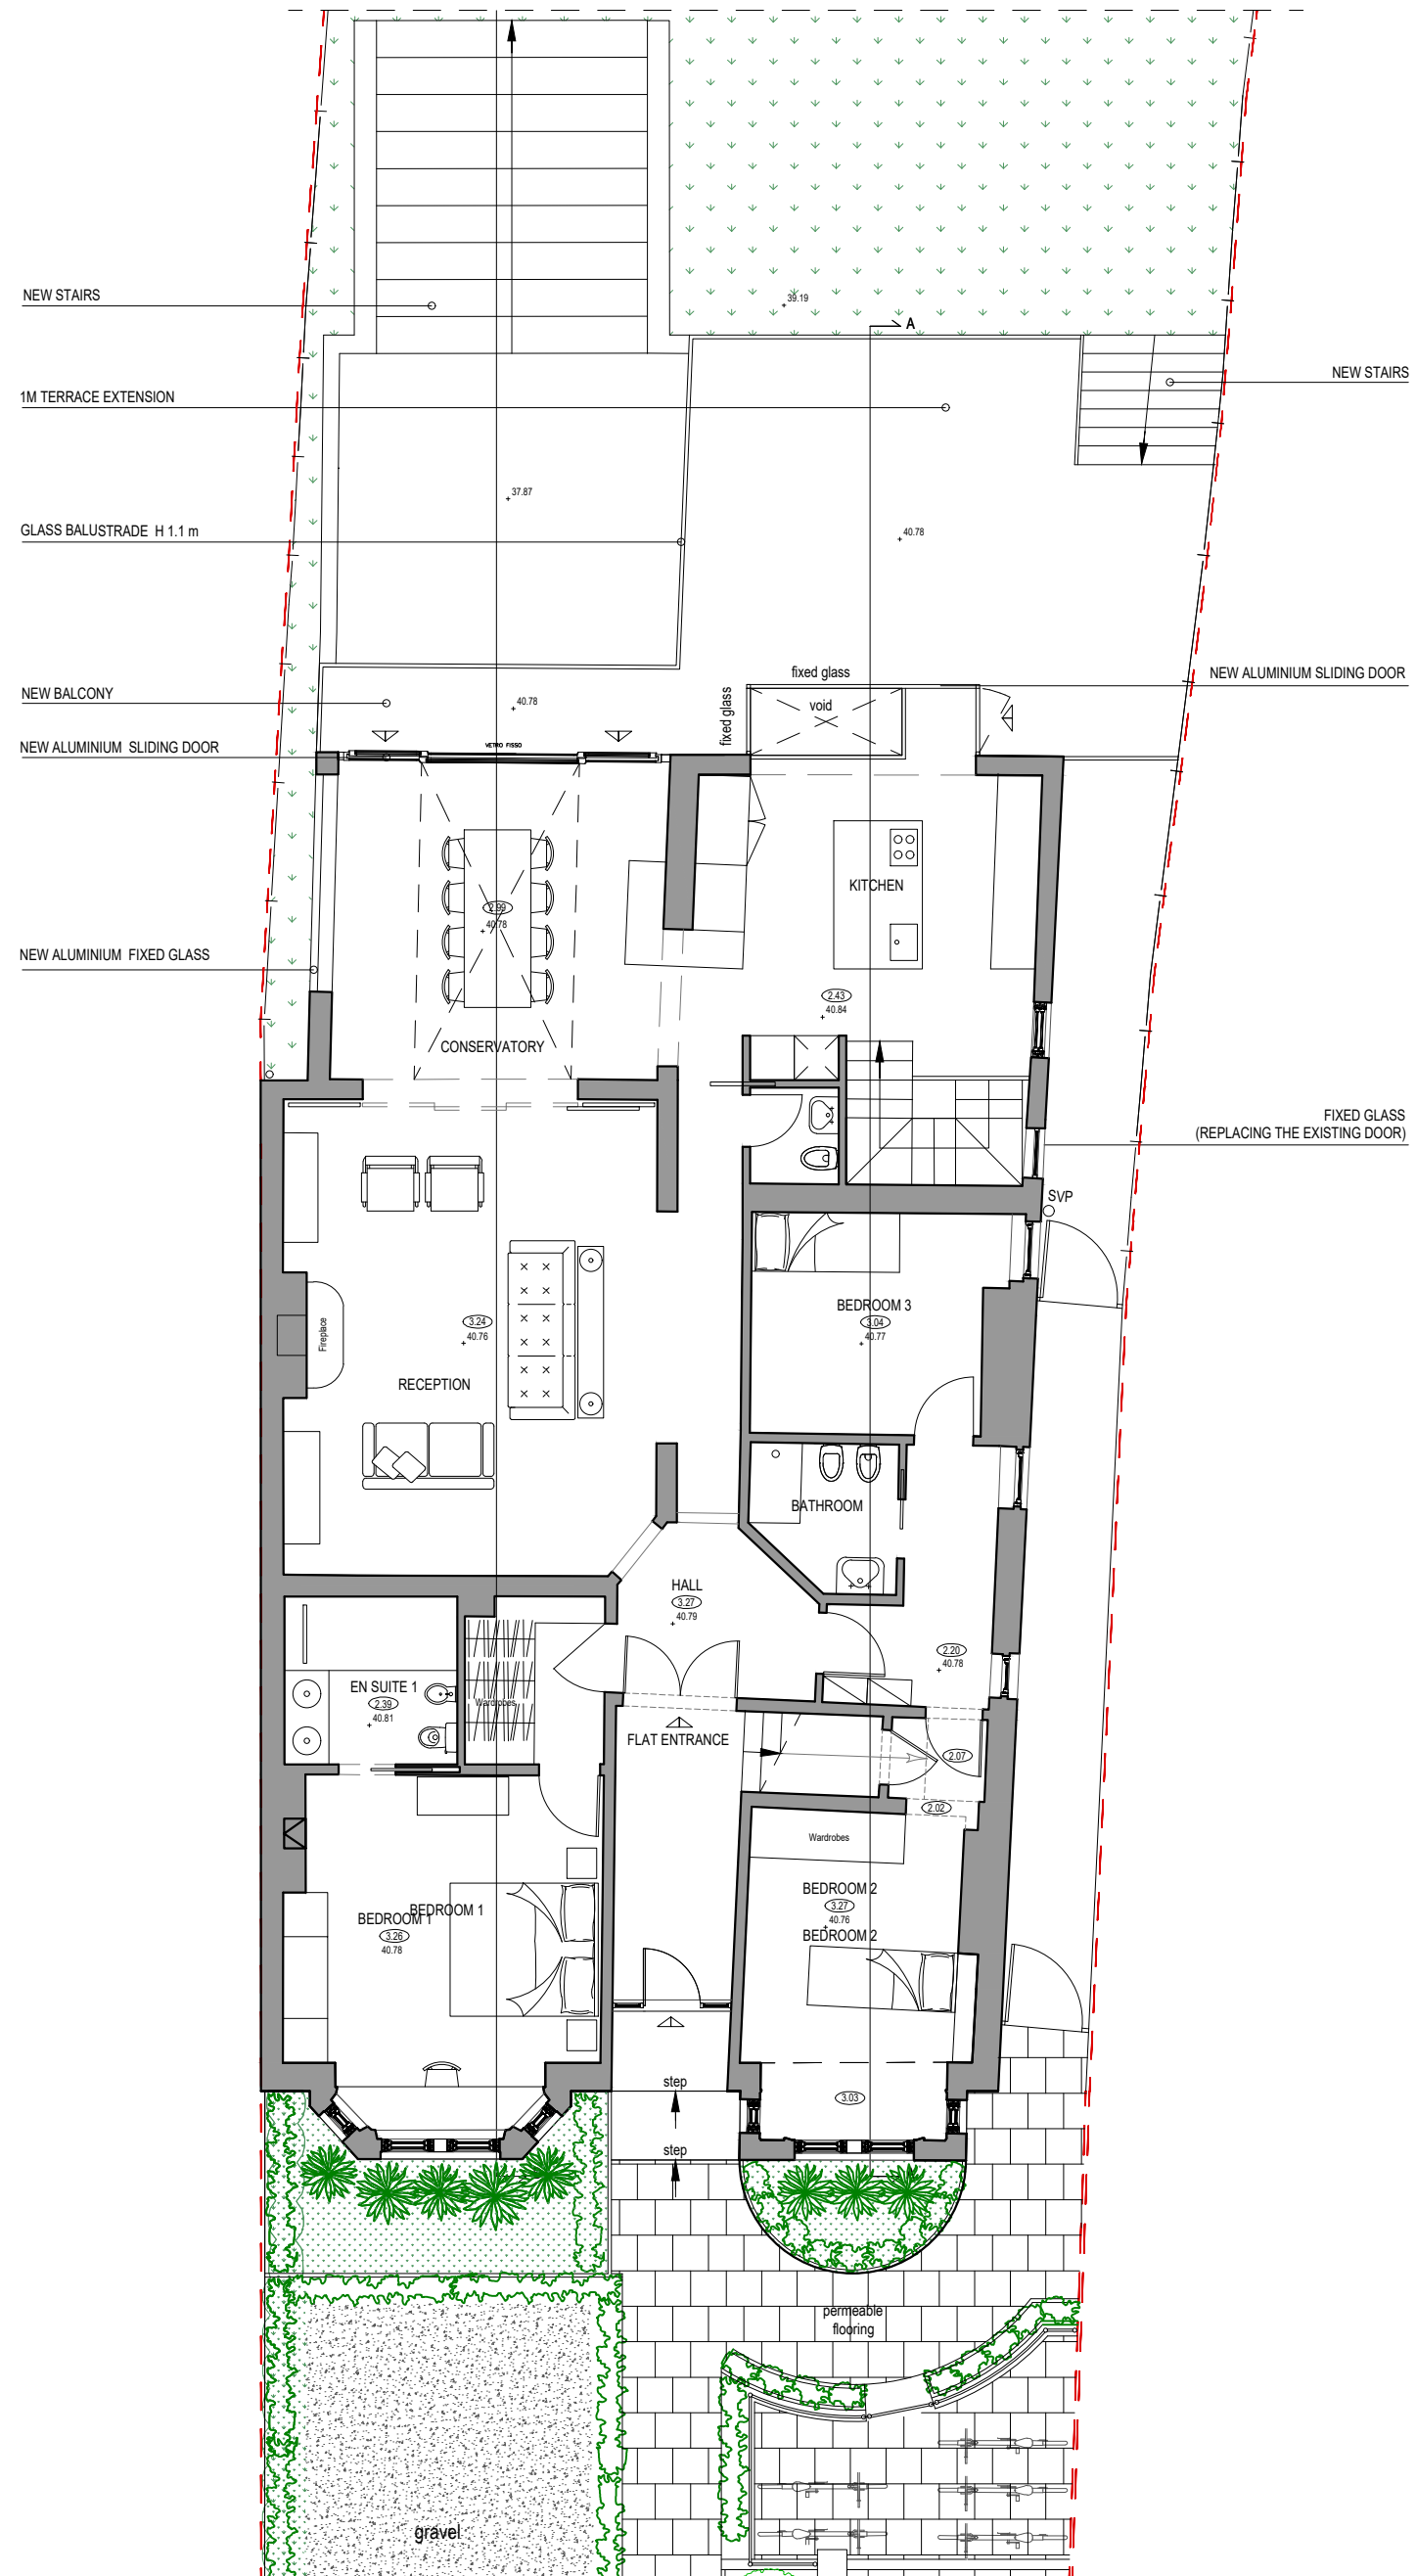 NEW STAIRS
39.19
A
NEW STAIRS
1M TERRACE EXTENSION
37.87
GLASS BALUSTRADE H 1.1 m
40.78
fixed glass
NEW ALUMINIUM SLIDING DOOR
NEW BALCONY
40.78
fixed glass
void
NEW ALUMINIUM SLIDING DOOR
VETRO FISSO
KITCHEN
2.99
40.78
NEW ALUMINIUM FIXED GLASS
2.43
40.84
CONSERVATORY
FIXED GLASS
(REPLACING THE EXISTING DOOR)
SVP
BEDROOM 3
3.04
40.77
3.24
40.76
Fireplace
RECEPTION
BATHROOM
HALL
3.27
40.79
2.20
40.78
EN SUITE 1
2.39
40.81
Wardrobes
FLAT ENTRANCE
2.07
2.02
Wardrobes
BEDROOM 2
3.27
40.76
BEDROOM 2
BEDROOM 1
BEDROOM 1
3.26
40.78
step
3.03
step
permeable
flooring
gravel